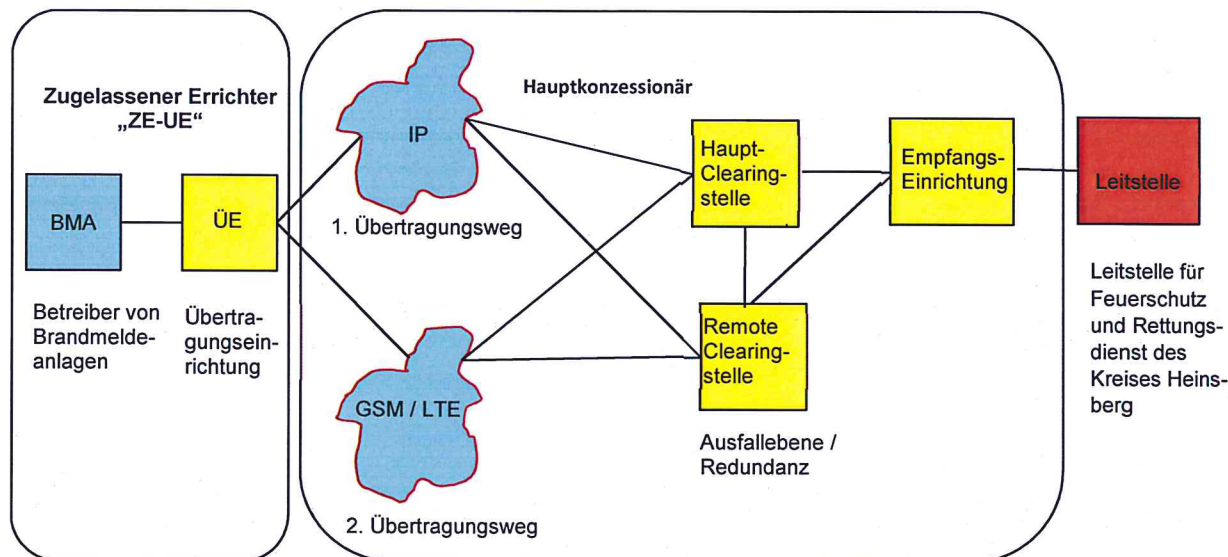 Zugelassener Errichter
„ZE-UE“
BMA
ÜE
Betreiber von
Brandmelde-
anlagen
Übertra-
gungsein-
richtung
Hauptkonzessionär
IP
1. Übertragungsweg
GSM / LTE
2. Übertragungsweg
Haupt-
Clearing-
stelle
Remote
Clearing-
stelle
Ausfallebene /
Redundanz
Empfangs-
Einrichtung
Leitstelle
Leitstelle für
Feuerschutz
und Rettungs-
dienst des
Kreises Heins-
berg